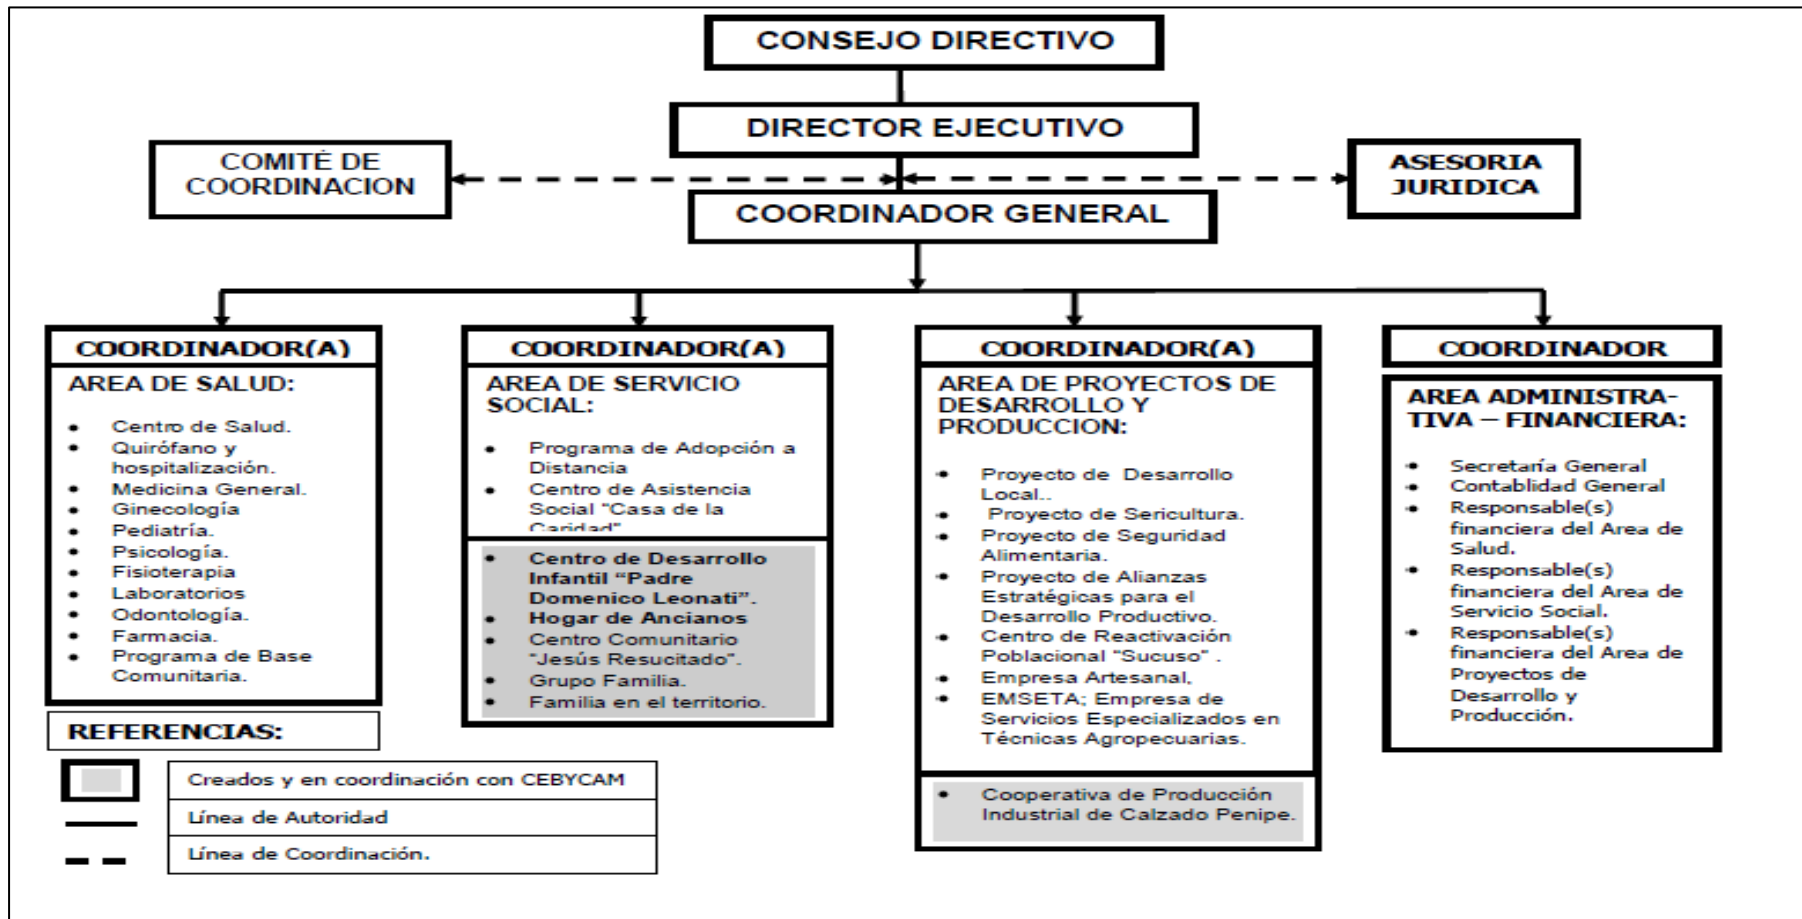 CONSEJO DIRECTIVO
DIRECTOR EJECUTIVO
COMITÉ DE
COORDINACION
ASESORIA
JURIDICA
COORDINADOR GENERAL
COORDINADOR(A)
AREA DE SALUD:
• Centro de Salud.
• Quirófano y
hospitalización.
• Medicina General.
• Ginecología
• Pediatría.
• Psicología.
• Fisioterapia
• Laboratorios
• Odontología.
• Farmacia.
• Programa de Base
Comunitaria.
COORDINADOR(A)
AREA DE SERVICIO
SOCIAL:
• Programa de Adopción a
Distancia
• Centro de Asistencia
Social "Casa de la
Caridad"
• Centro de Desarrollo
Infantil “Padre
Domenico Leonati”.
• Hogar de Ancianos
• Centro Comunitario
"Jesús Resucitado".
• Grupo Familia.
• Familia en el territorio.
COORDINADOR(A)
AREA DE PROYECTOS DE
DESARROLLO Y
PRODUCCION:
• Proyecto de Desarrollo
Local..
• Proyecto de Sericultura.
• Proyecto de Seguridad
Alimentaria.
• Proyecto de Alianzas
Estratégicas para el
Desarrollo Productivo.
• Centro de Reactivación
Poblacional "Sucuso" .
• Empresa Artesanal,
• EMSETA; Empresa de
Servicios Especializados en
Técnicas Agropecuarias.
• Cooperativa de Producción
Industrial de Calzado Penipe.
COORDINADOR
AREA ADMINISTRA-
TIVA – FINANCIERA:
• Secretaría General
• Contablidad General
• Responsable(s)
financiera del Area de
Salud.
• Responsable(s)
financiera del Area de
Servicio Social.
• Responsable(s)
financiera del Area de
Proyectos de
Desarrollo y
Producción.
REFERENCIAS:
Creados y en coordinación con CEBYCAM
Línea de Autoridad
Línea de Coordinación.